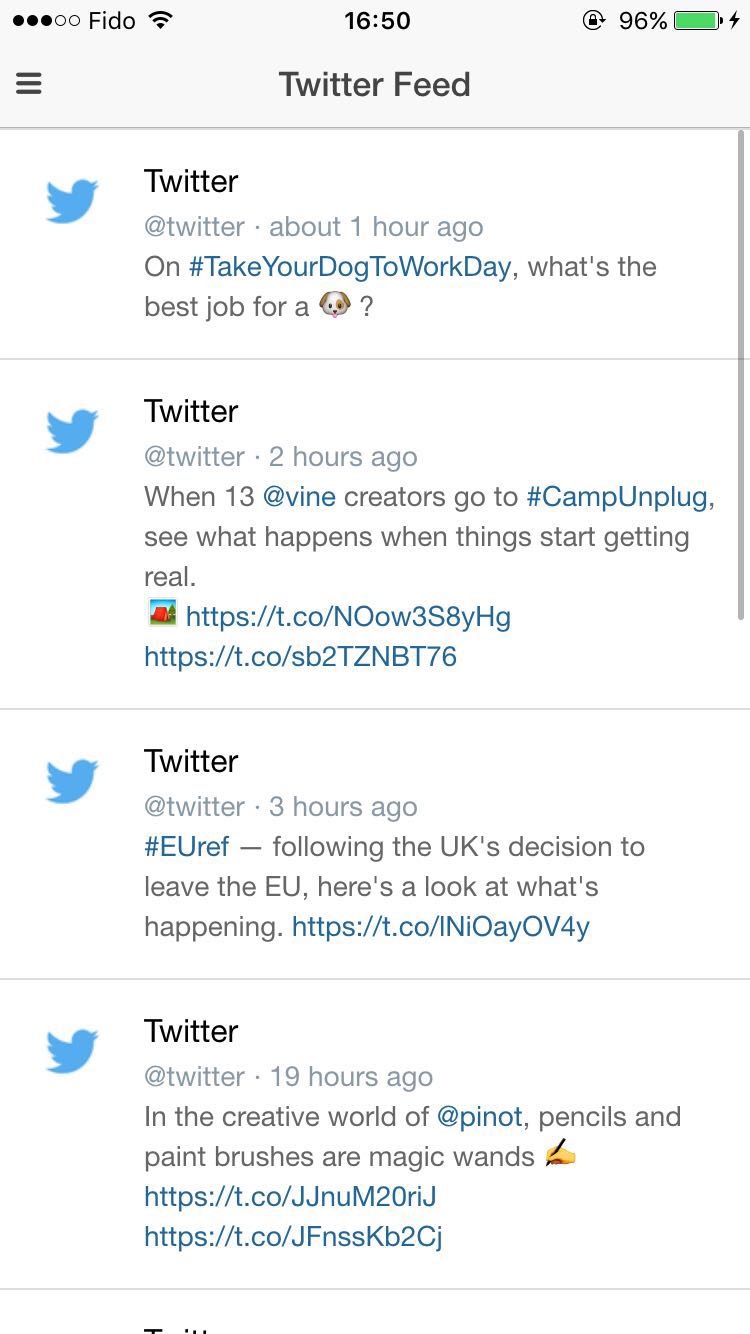 Fido 16:50 96%
Twitter Feed
Twitter
@twitter · about 1 hour ago
On #TakeYourDogToWorkDay, what's the
best job for a 🐶 ?
Twitter
@twitter · 2 hours ago
When 13 @vine creators go to #CampUnplug,
see what happens when things start getting
real.
🏕 https://t.co/NOow3S8yHg
https://t.co/sb2TZNBT76
Twitter
@twitter · 3 hours ago
#EUref — following the UK's decision to
leave the EU, here's a look at what's
happening. https://t.co/lNiOayOV4y
Twitter
@twitter · 19 hours ago
In the creative world of @pinot, pencils and
paint brushes are magic wands ✍
https://t.co/JJnuM20riJ
https://t.co/JFnssKb2Cj